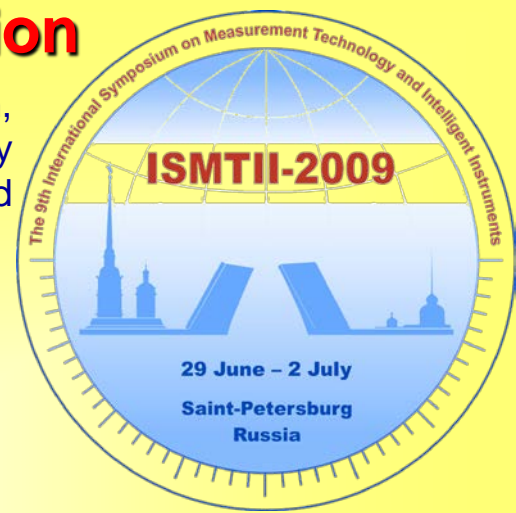 ion
,
y
d
The 9th International Symposium on Measurement Technology and Intelligent Instruments
ISMTII-2009
29 June – 2 July
Saint-Petersburg
Russia